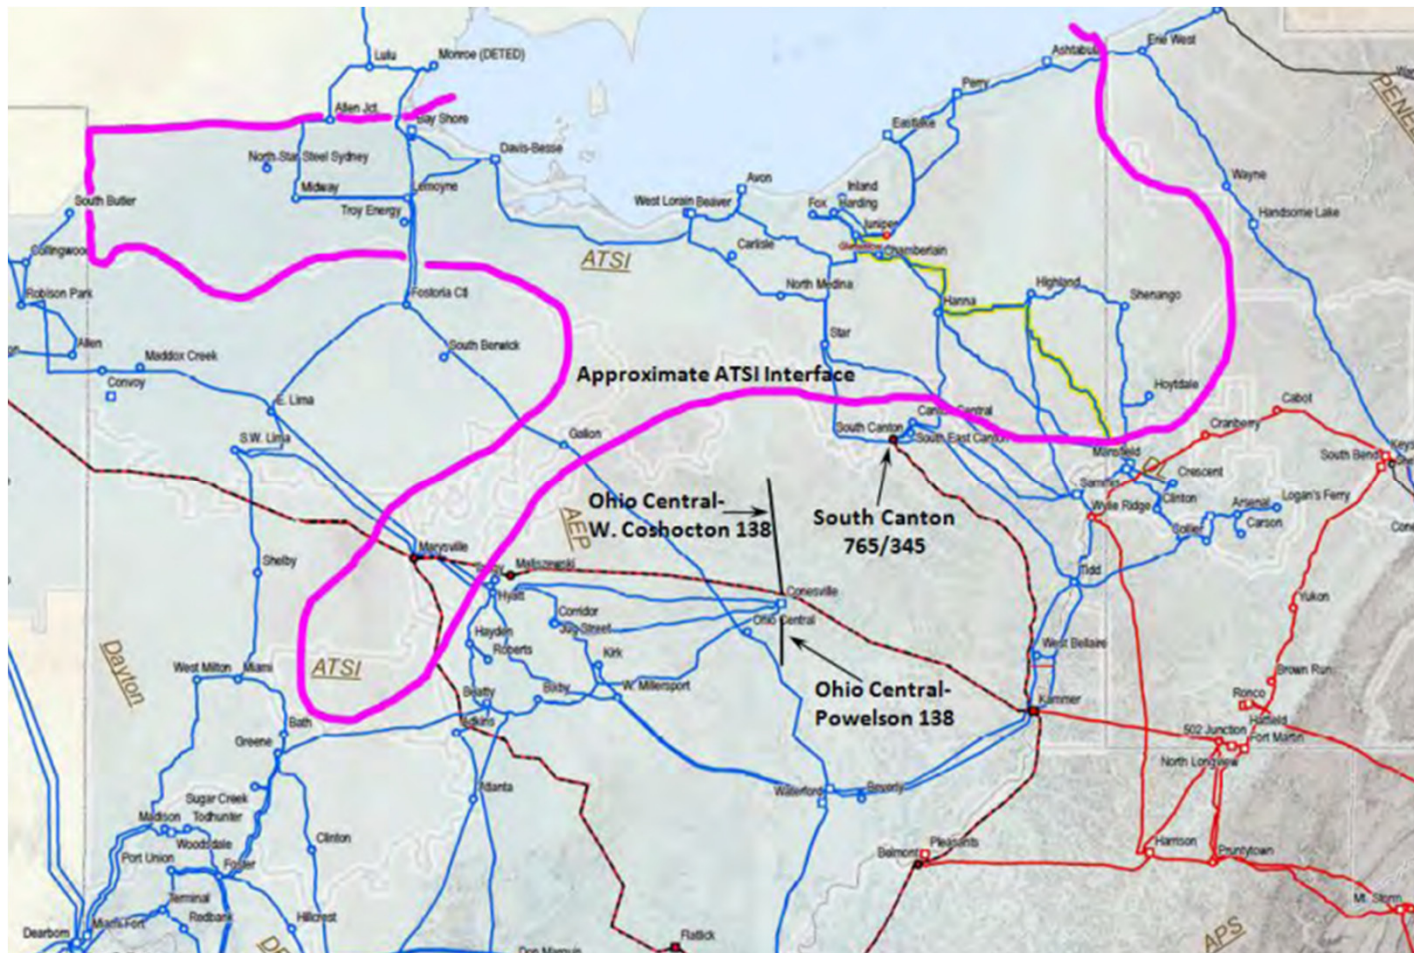 Lulu
Monroe (DETED)
Erie West
Ashtabula
Perry
Allen Jct.
Bay Shore
Eastlake
PENELEC
North Star Steel Sydney
Davis-Besse
Wayne
Midway
Lemoyne
Avon
Inland
South Butler
West Lorain Beaver
Fox
Harding
Troy Energy
Juniper
Handsome Lake
Collingwood
Carlisle
Chamberlain
ATSI
North Medina
Highland
Robison Park
Fostoria Ctl
Hanna
Shenango
Star
Allen
Maddox Creek
South Berwick
Approximate ATSI Interface
Convoy
Hoytdale
E. Lima
Cabot
Canton Central
S.W. Lima
Galion
South Canton
South East Canton
Cranberry
Mansfield
South Bend
Crescent
Sammis
Clinton
Logan's Ferry
Ohio Central-
W. Coshocton 138
AEP
South Canton
765/345
Wylie Ridge
Arsenal
Carson
Collier
Marysville
Shelby
Maliszewski
Tidd
Hyatt
Conesville
Yukon
Corridor
Jug Street
Ohio Central
Hayden
Roberts
Kirk
West Bellaire
Dayton
ATSI
West Milton
Miami
Brown Run
Beatty
Bixby
W. Millersport
Ohio Central-
Powelson 138
Kammer
Ronco
Hatfield
Bath
Adkins
502 Junction
Fort Martin
Greene
North Longview
Atlanta
Waterford
Beverly
Sugar Creek
Madison
Todhunter
Woodsdale
Clinton
Port Union
Foster
Belmont
Pleasants
Harrison
Pruntytown
Terminal
Redbank
Hillcrest
Mt. Storm
Dearborn
Miami Fort
Flatlick
APS
Don Marquis